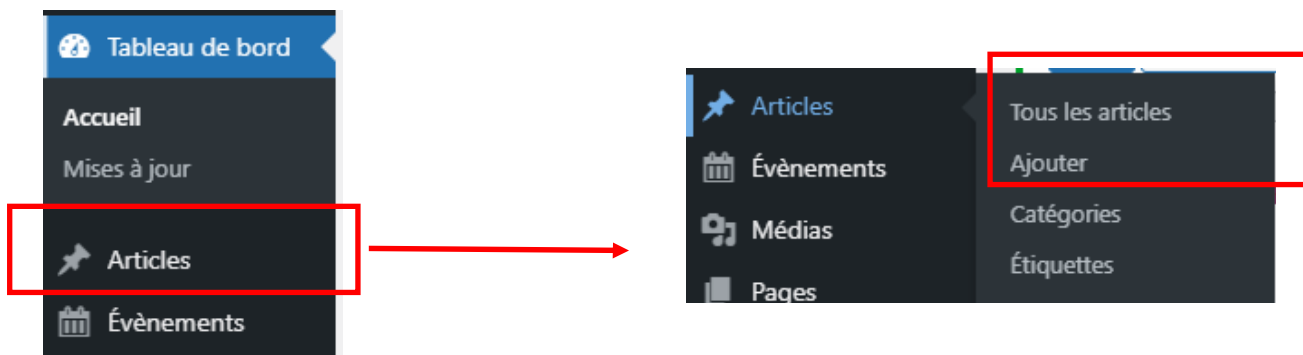 Tableau de bord
Accueil
Mises à jour
Articles
Évènements
Articles
Évènements
Médias
Pages
Tous les articles
Ajouter
Catégories
Étiquettes